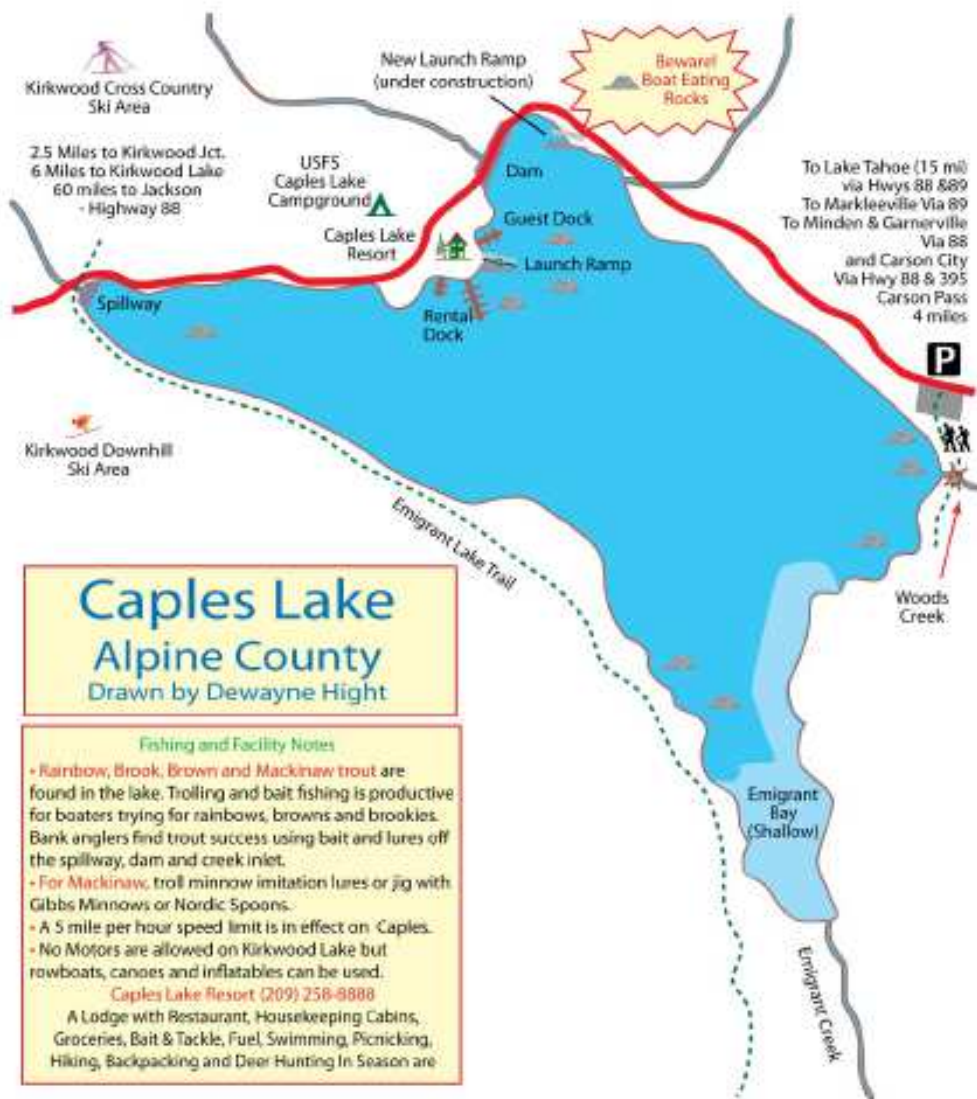 Kirkwood Cross Country
Ski Area
2.5 Miles to Kirkwood Jct.
6 Miles to Kirkwood Lake
60 miles to Jackson
- Highway 88
New Launch Ramp
(under construction)
Beware!
Boat Eating
Rocks
USFS
Caples Lake
Campground
Caples Lake
Resort
Dam
Guest Dock
Launch Ramp
Rental
Dock
Spillway
To Lake Tahoe (15 mi)
via Hwys 88 &89
To Markleeville Via 89
To Minden & Garnerville
Via 88
and Carson City
Via Hwy 88 & 395
Carson Pass
4 miles
P
Kirkwood Downhill
Ski Area
Emigrant Lake Trail
Woods
Creek
Caples Lake
Alpine County
Drawn by Dewayne Hight
Emigrant
Bay
(Shallow)
Emigrant Creek
Fishing and Facility Notes
• Rainbow, Brook, Brown and Mackinaw trout are
found in the lake. Trolling and bait fishing is productive
for boaters trying for rainbows, browns and brookies.
Bank anglers find trout success using bait and lures off
the spillway, dam and creek inlet.
• For Mackinaw, troll minnow imitation lures or jig with
Gibbs Minnows or Nordic Spoons.
• A 5 mile per hour speed limit is in effect on Caples.
• No Motors are allowed on Kirkwood Lake but
rowboats, canoes and inflatables can be used.
Caples Lake Resort (209) 258-8888
A Lodge with Restaurant, Housekeeping Cabins,
Groceries, Bait & Tackle, Fuel, Swimming, Picnicking,
Hiking, Backpacking and Deer Hunting In Season are